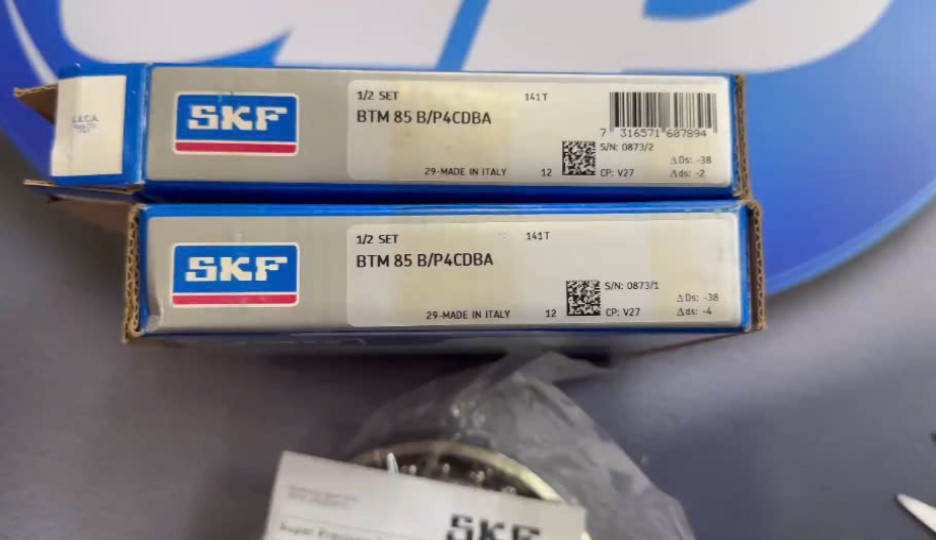 SKF
1/2 SET
141T
BTM 85 B/P4CDBA
7 316571 607894
S/N: 0873/2
ΔDs: -38
29-MADE IN ITALY
12
CP: V27
Δds: -2
SKF
1/2 SET
141T
BTM 85 B/P4CDBA
S/N: 0873/1
ΔDs: -38
29-MADE IN ITALY
12
CP: V27
Δds: -4
SKF